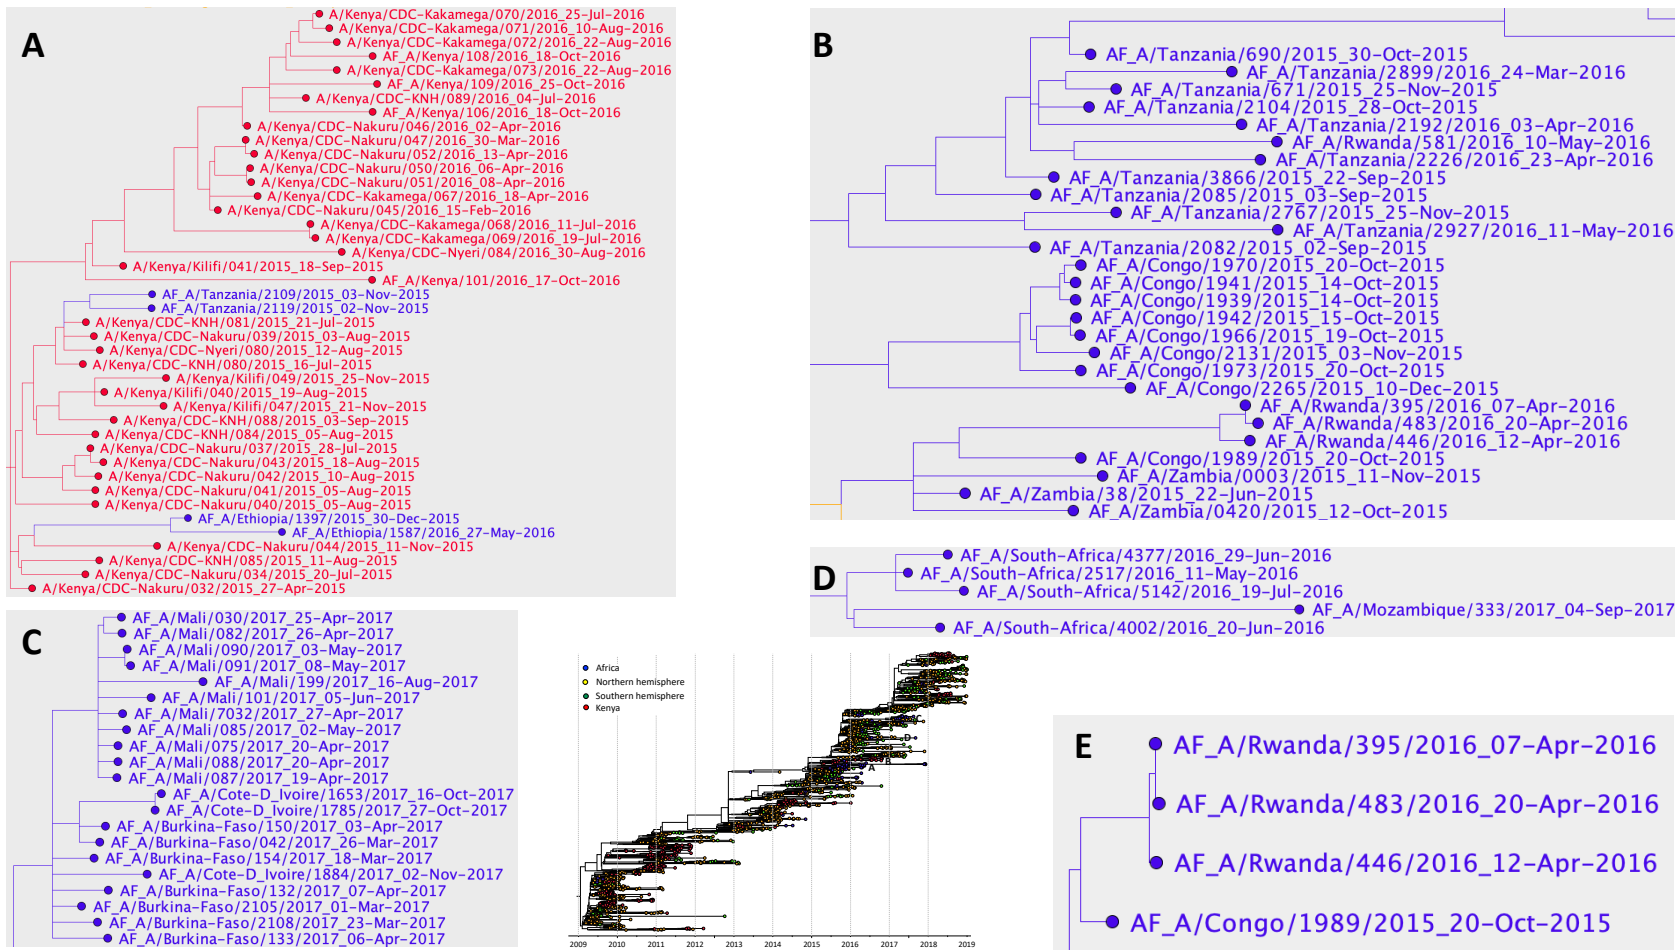 A
A/Kenya/CDC-Kakamega/070/2016_25-Jul-2016
A/Kenya/CDC-Kakamega/071/2016_10-Aug-2016
A/Kenya/CDC-Kakamega/072/2016_22-Aug-2016
AF_A/Kenya/108/2016_18-Oct-2016
A/Kenya/CDC-Kakamega/073/2016_22-Aug-2016
AF_A/Kenya/109/2016_25-Oct-2016
A/Kenya/CDC-KNH/089/2016_04-Jul-2016
AF_A/Kenya/106/2016_18-Oct-2016
A/Kenya/CDC-Nakuru/046/2016_02-Apr-2016
A/Kenya/CDC-Nakuru/047/2016_30-Mar-2016
A/Kenya/CDC-Nakuru/052/2016_13-Apr-2016
A/Kenya/CDC-Nakuru/050/2016_06-Apr-2016
A/Kenya/CDC-Nakuru/051/2016_08-Apr-2016
A/Kenya/CDC-Kakamega/067/2016_18-Apr-2016
A/Kenya/CDC-Nakuru/045/2016_15-Feb-2016
A/Kenya/CDC-Kakamega/068/2016_11-Jul-2016
A/Kenya/CDC-Kakamega/069/2016_19-Jul-2016
A/Kenya/CDC-Nyeri/084/2016_30-Aug-2016
A/Kenya/Kilifi/041/2015_18-Sep-2015
AF_A/Kenya/101/2016_17-Oct-2016
AF_A/Tanzania/2109/2015_03-Nov-2015
AF_A/Tanzania/2119/2015_02-Nov-2015
A/Kenya/CDC-KNH/081/2015_21-Jul-2015
A/Kenya/CDC-Nakuru/039/2015_03-Aug-2015
A/Kenya/CDC-Nyeri/080/2015_12-Aug-2015
A/Kenya/CDC-KNH/080/2015_16-Jul-2015
A/Kenya/Kilifi/049/2015_25-Nov-2015
A/Kenya/Kilifi/040/2015_19-Aug-2015
A/Kenya/Kilifi/047/2015_21-Nov-2015
A/Kenya/CDC-KNH/088/2015_03-Sep-2015
A/Kenya/CDC-KNH/084/2015_05-Aug-2015
A/Kenya/CDC-Nakuru/037/2015_28-Jul-2015
A/Kenya/CDC-Nakuru/043/2015_18-Aug-2015
A/Kenya/CDC-Nakuru/042/2015_10-Aug-2015
A/Kenya/CDC-Nakuru/041/2015_05-Aug-2015
A/Kenya/CDC-Nakuru/040/2015_05-Aug-2015
AF_A/Ethiopia/1397/2015_30-Dec-2015
AF_A/Ethiopia/1587/2016_27-May-2016
A/Kenya/CDC-Nakuru/044/2015_11-Nov-2015
A/Kenya/CDC-KNH/085/2015_11-Aug-2015
A/Kenya/CDC-Nakuru/034/2015_20-Jul-2015
A/Kenya/CDC-Nakuru/032/2015_27-Apr-2015
B
AF_A/Tanzania/690/2015_30-Oct-2015
AF_A/Tanzania/2899/2016_24-Mar-2016
AF_A/Tanzania/671/2015_25-Nov-2015
AF_A/Tanzania/2104/2015_28-Oct-2015
AF_A/Tanzania/2192/2016_03-Apr-2016
AF_A/Rwanda/581/2016_10-May-2016
AF_A/Tanzania/2226/2016_23-Apr-2016
AF_A/Tanzania/3866/2015_22-Sep-2015
AF_A/Tanzania/2085/2015_03-Sep-2015
AF_A/Tanzania/2767/2015_25-Nov-2015
AF_A/Tanzania/2927/2016_11-May-2016
AF_A/Tanzania/2082/2015_02-Sep-2015
AF_A/Congo/1970/2015_20-Oct-2015
AF_A/Congo/1941/2015_14-Oct-2015
AF_A/Congo/1939/2015_14-Oct-2015
AF_A/Congo/1942/2015_15-Oct-2015
AF_A/Congo/1966/2015_19-Oct-2015
AF_A/Congo/2131/2015_03-Nov-2015
AF_A/Congo/1973/2015_20-Oct-2015
AF_A/Congo/2265/2015_10-Dec-2015
AF_A/Rwanda/395/2016_07-Apr-2016
AF_A/Rwanda/483/2016_20-Apr-2016
AF_A/Rwanda/446/2016_12-Apr-2016
AF_A/Congo/1989/2015_20-Oct-2015
AF_A/Zambia/0003/2015_11-Nov-2015
AF_A/Zambia/38/2015_22-Jun-2015
AF_A/Zambia/0420/2015_12-Oct-2015
C
AF_A/Mali/030/2017_25-Apr-2017
AF_A/Mali/082/2017_26-Apr-2017
AF_A/Mali/090/2017_03-May-2017
AF_A/Mali/091/2017_08-May-2017
AF_A/Mali/199/2017_16-Aug-2017
AF_A/Mali/101/2017_05-Jun-2017
AF_A/Mali/7032/2017_27-Apr-2017
AF_A/Mali/085/2017_02-May-2017
AF_A/Mali/075/2017_20-Apr-2017
AF_A/Mali/088/2017_20-Apr-2017
AF_A/Mali/087/2017_19-Apr-2017
AF_A/Cote-D_Ivoire/1653/2017_16-Oct-2017
AF_A/Cote-D_Ivoire/1785/2017_27-Oct-2017
AF_A/Burkina-Faso/150/2017_03-Apr-2017
AF_A/Burkina-Faso/042/2017_26-Mar-2017
AF_A/Burkina-Faso/154/2017_18-Mar-2017
AF_A/Cote-D_Ivoire/1884/2017_02-Nov-2017
AF_A/Burkina-Faso/132/2017_07-Apr-2017
AF_A/Burkina-Faso/2105/2017_01-Mar-2017
AF_A/Burkina-Faso/2108/2017_23-Mar-2017
AF_A/Burkina-Faso/133/2017_06-Apr-2017
D
AF_A/South-Africa/4377/2016_29-Jun-2016
AF_A/South-Africa/2517/2016_11-May-2016
AF_A/South-Africa/5142/2016_19-Jul-2016
AF_A/Mozambique/333/2017_04-Sep-2017
AF_A/South-Africa/4002/2016_20-Jun-2016
Africa
Northern hemisphere
Southern hemisphere
Kenya
C
D
B
A
2009 2010 2011 2012 2013 2014 2015 2016 2017 2018 2019
E
AF_A/Rwanda/395/2016_07-Apr-2016
AF_A/Rwanda/483/2016_20-Apr-2016
AF_A/Rwanda/446/2016_12-Apr-2016
AF_A/Congo/1989/2015_20-Oct-2015